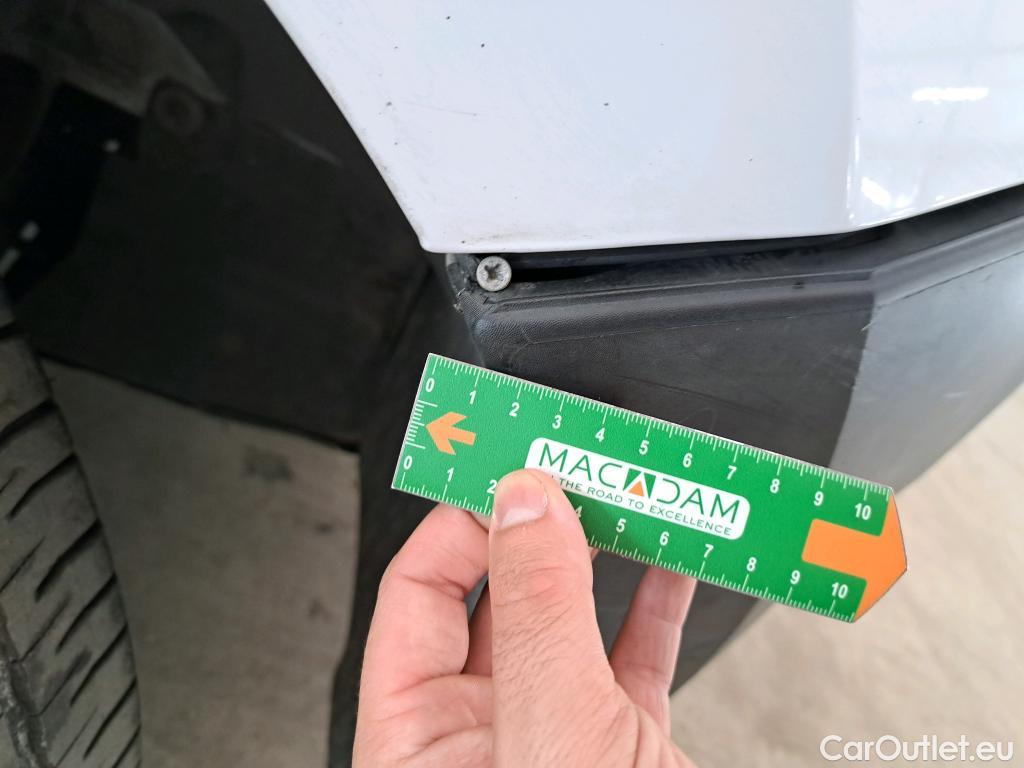 0 1 2 3 4 5 6 7 8 9 10
MACADAM
THE ROAD TO EXCELLENCE
0 1 2 4 5 6 7 8 9 10
CarOutlet.eu